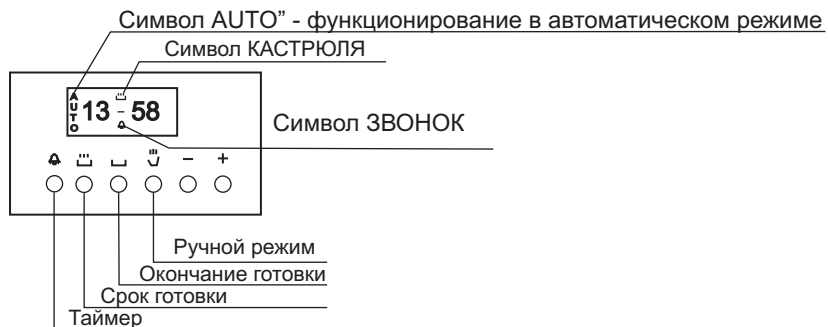 Символ AUTO” - функционирование в автоматическом режиме
Символ КАСТРЮЛЯ
AUTO
13 - 58
Символ ЗВОНОК
- +
Ручной режим
Окончание готовки
Срок готовки
Таймер